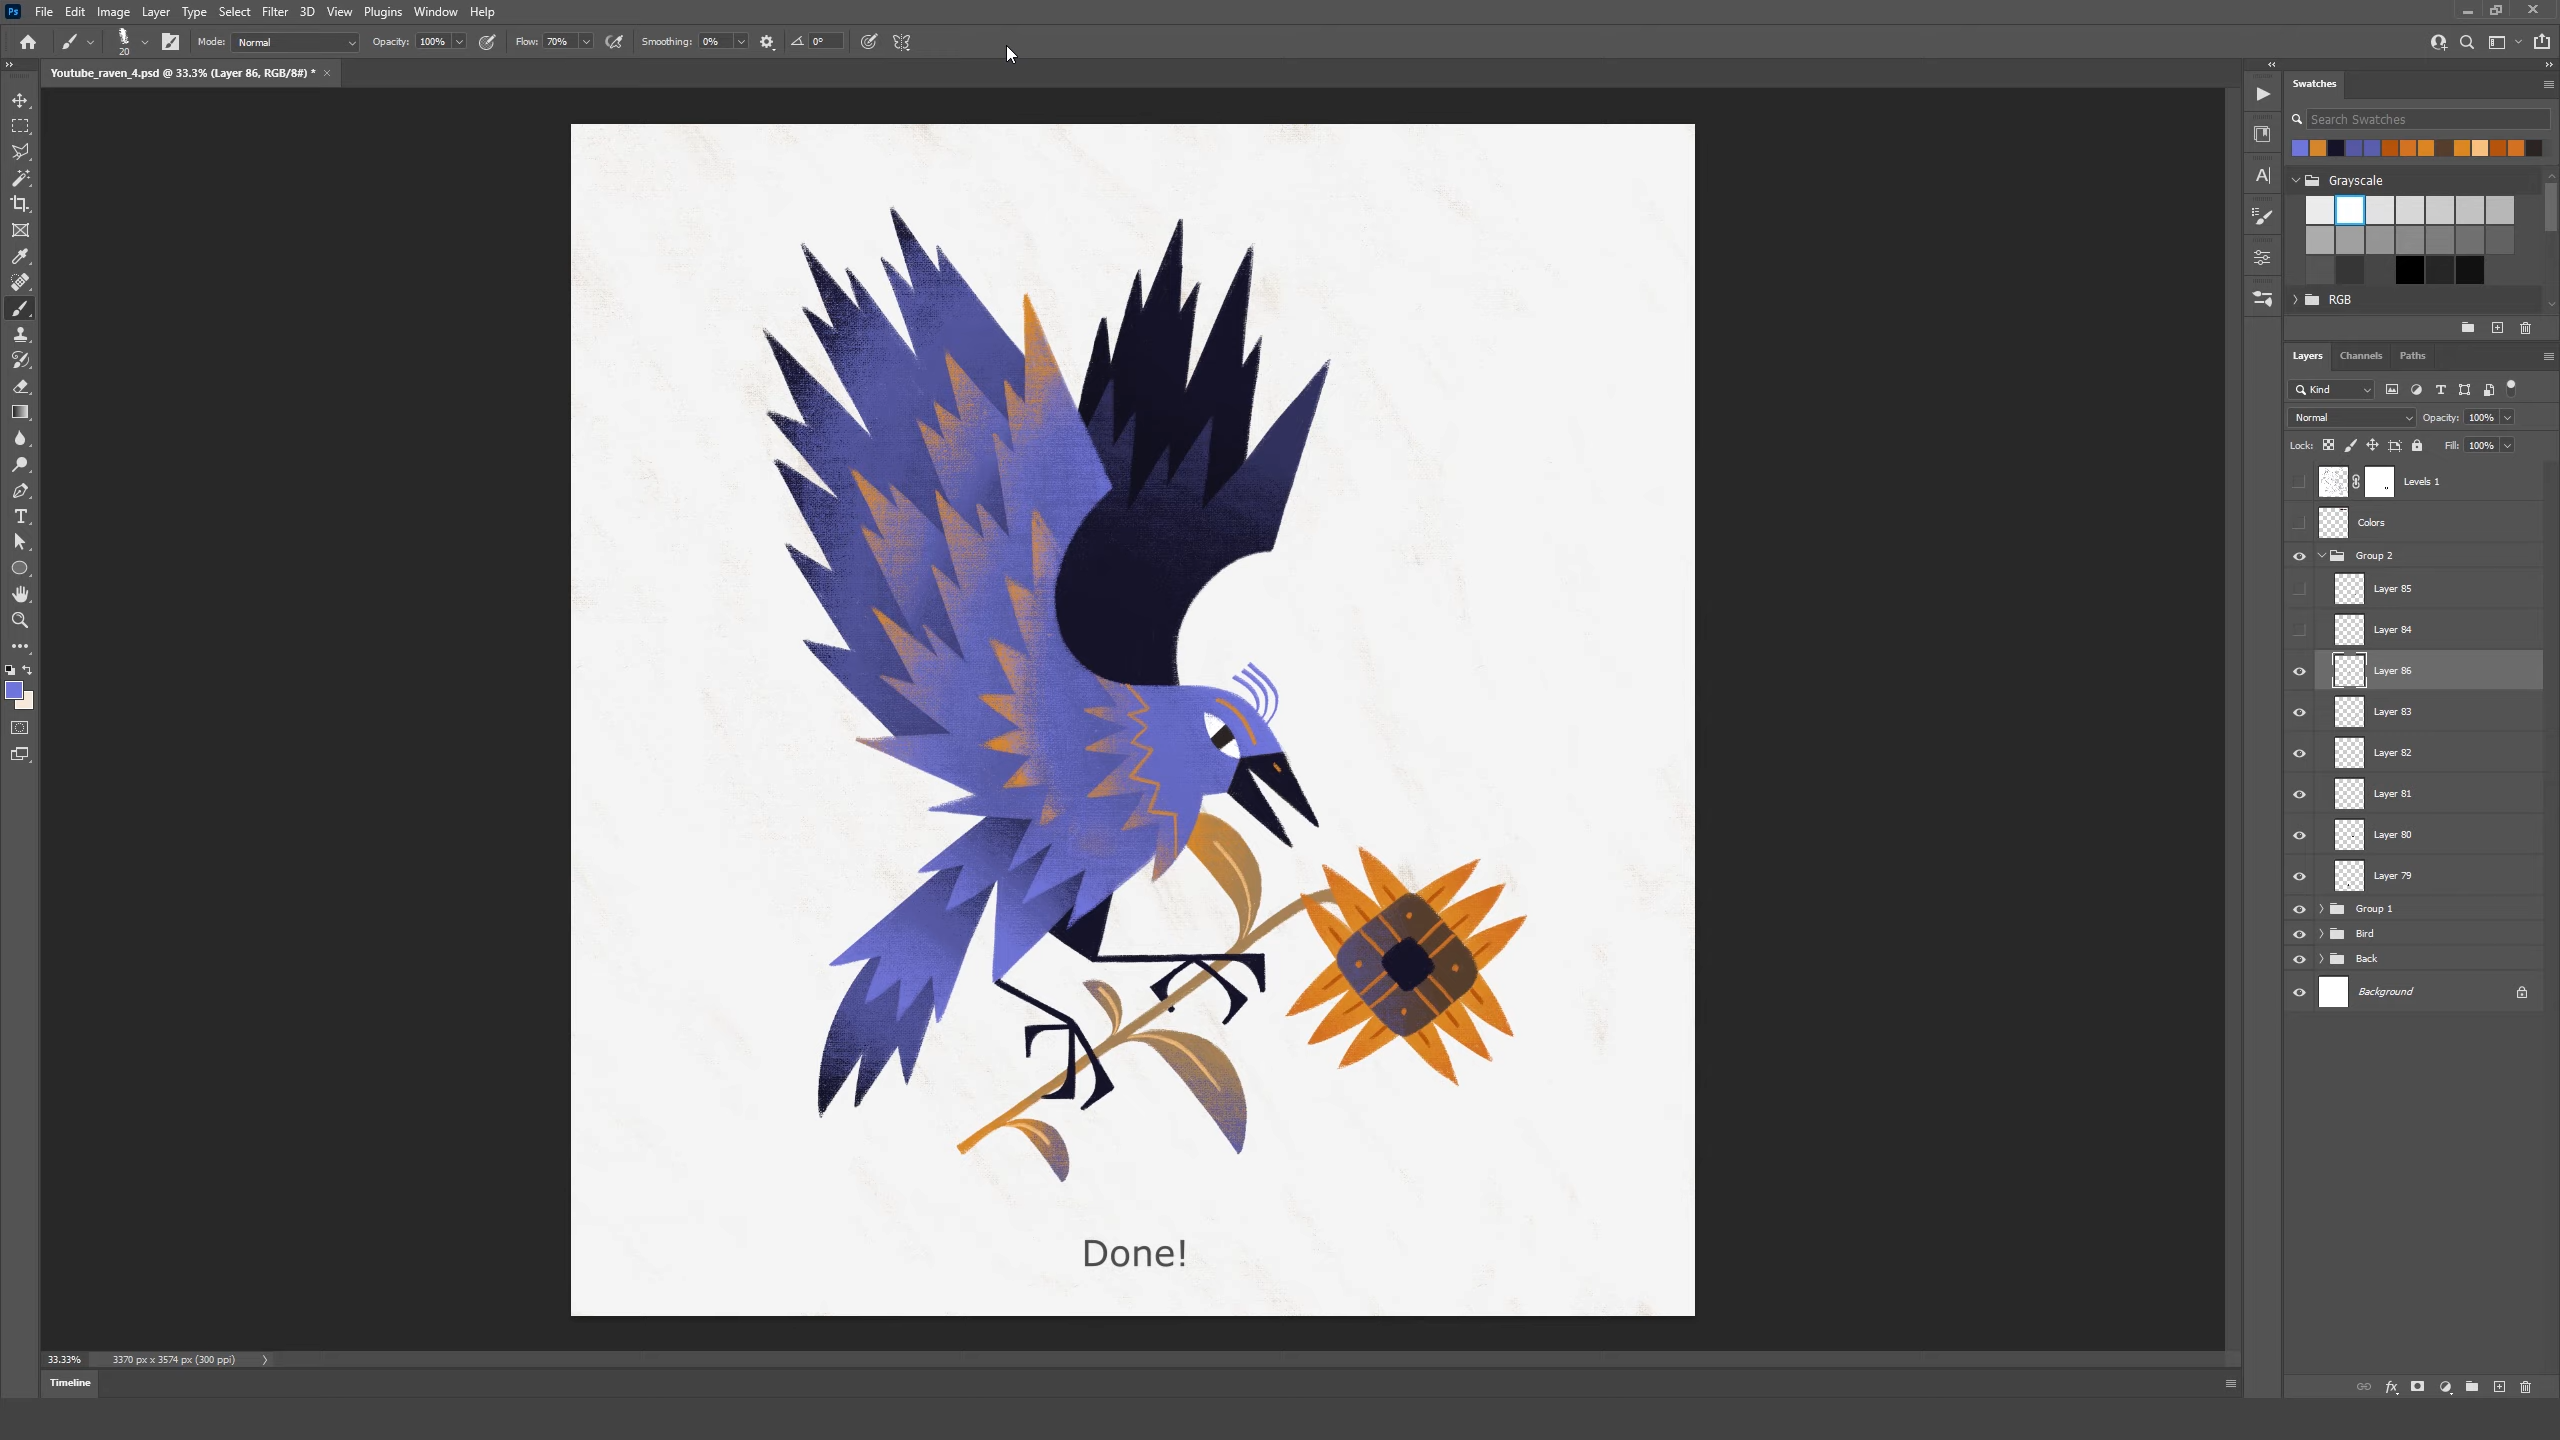 Ps File Edit Image Layer Type Select Filter 3D View Plugins Window Help
20 Mode: Normal Opacity: 100% Flow: 70% Smoothing: 0% 0°
Youtube_raven_4.psd @ 33.3% (Layer 86, RGB/8#) * ×
Swatches
Search Swatches
Grayscale
RGB
Layers Channels Paths
Kind
Normal Opacity: 100%
Lock: Fill: 100%
Levels 1
Colors
Group 2
Layer 85
Layer 84
Layer 86
Layer 83
Layer 82
Layer 81
Layer 80
Layer 79
Group 1
Bird
Back
Background
Done!
33.33% 3370 px x 3574 px (300 ppi)
Timeline